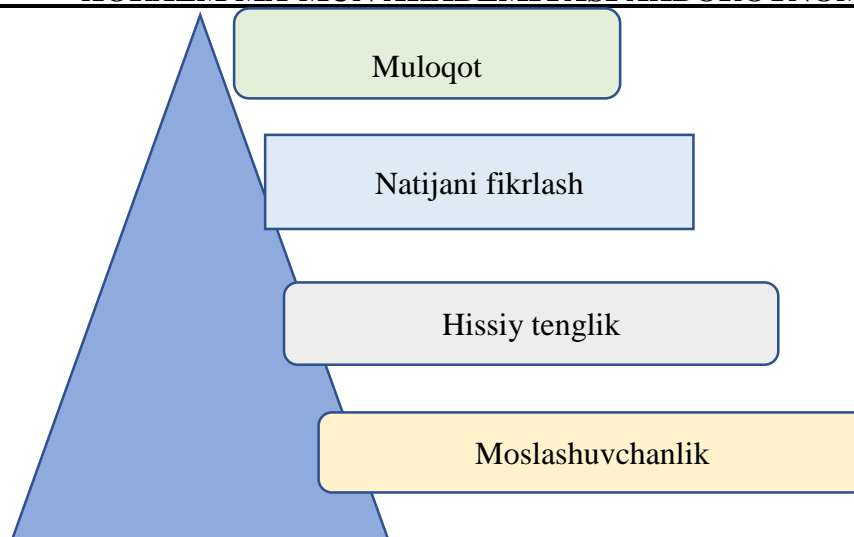 Muloqot
Natijani fikrlash
Hissiy tenglik
Moslashuvchanlik